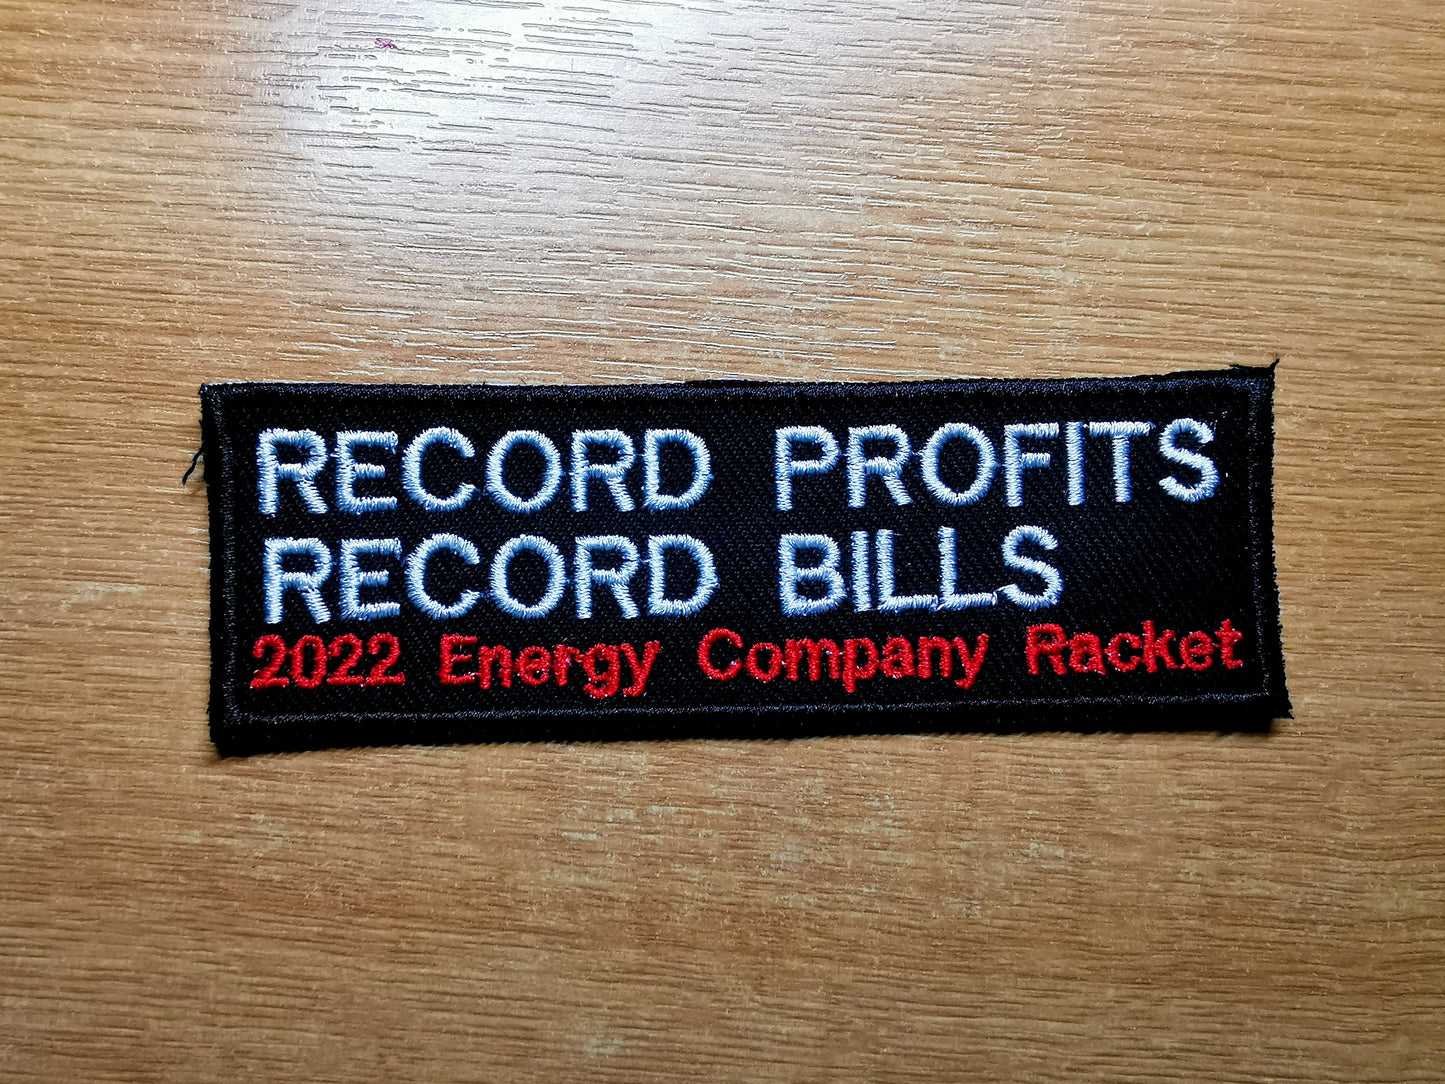 RECORD PROFITS
RECORD BILLS
2022 Energy Company Racket